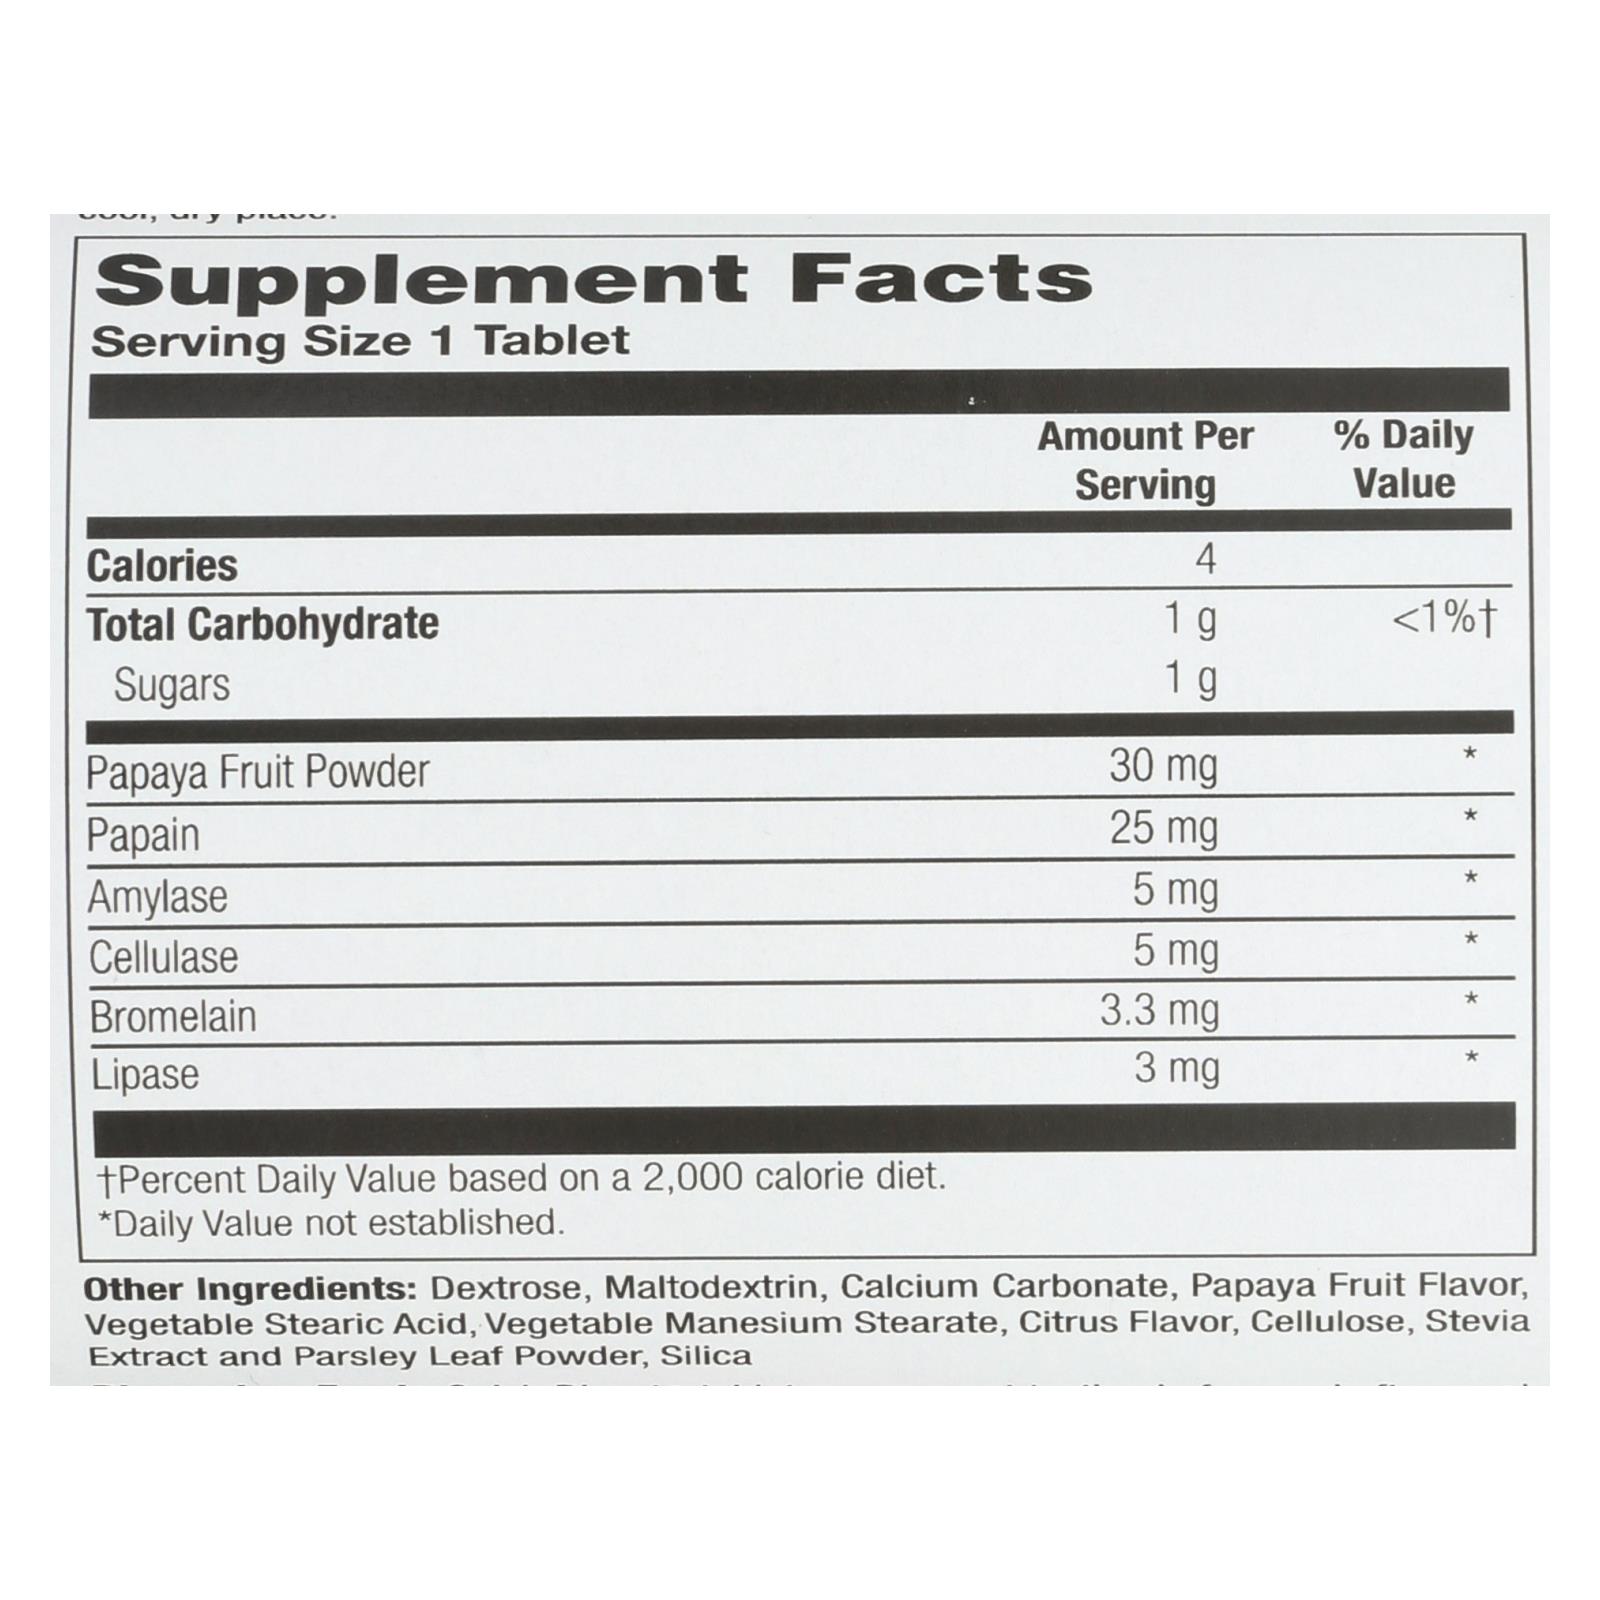 Supplement Facts
Serving Size 1 Tablet
Amount Per Serving % Daily Value
Calories 4
Total Carbohydrate 1 g <1%†
Sugars 1 g
Papaya Fruit Powder 30 mg *
Papain 25 mg *
Amylase 5 mg *
Cellulase 5 mg *
Bromelain 3.3 mg *
Lipase 3 mg *
†Percent Daily Value based on a 2,000 calorie diet.
*Daily Value not established.
Other Ingredients: Dextrose, Maltodextrin, Calcium Carbonate, Papaya Fruit Flavor,
Vegetable Stearic Acid, Vegetable Manesium Stearate, Citrus Flavor, Cellulose, Stevia
Extract and Parsley Leaf Powder, Silica